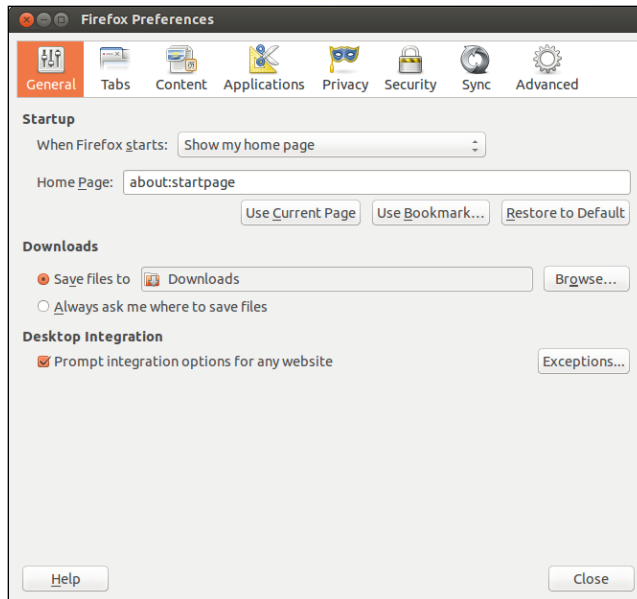 Firefox Preferences
General Tabs Content Applications Privacy Security Sync Advanced
Startup
When Firefox starts: Show my home page
Home Page: about:startpage
Use Current Page Use Bookmark... Restore to Default
Downloads
Save files to Downloads Browse...
Always ask me where to save files
Desktop Integration
Prompt integration options for any website Exceptions...
Help Close